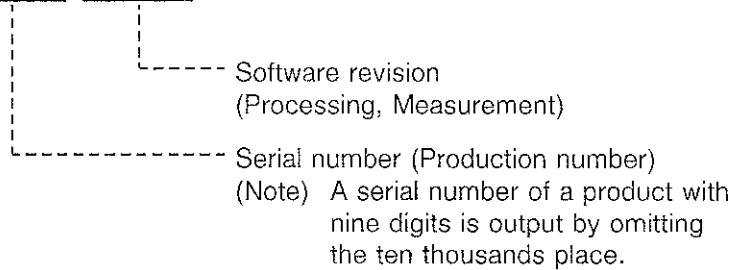 Software revision
(Processing, Measurement)
Serial number (Production number)
(Note) A serial number of a product with
nine digits is output by omitting
the ten thousands place.